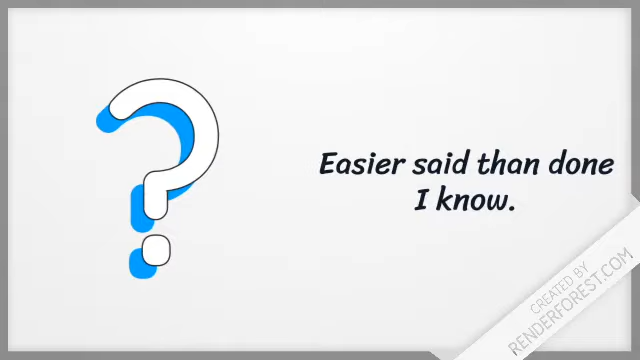 Easier said than done
I know.
CREATED BY
RENDERFOREST.COM